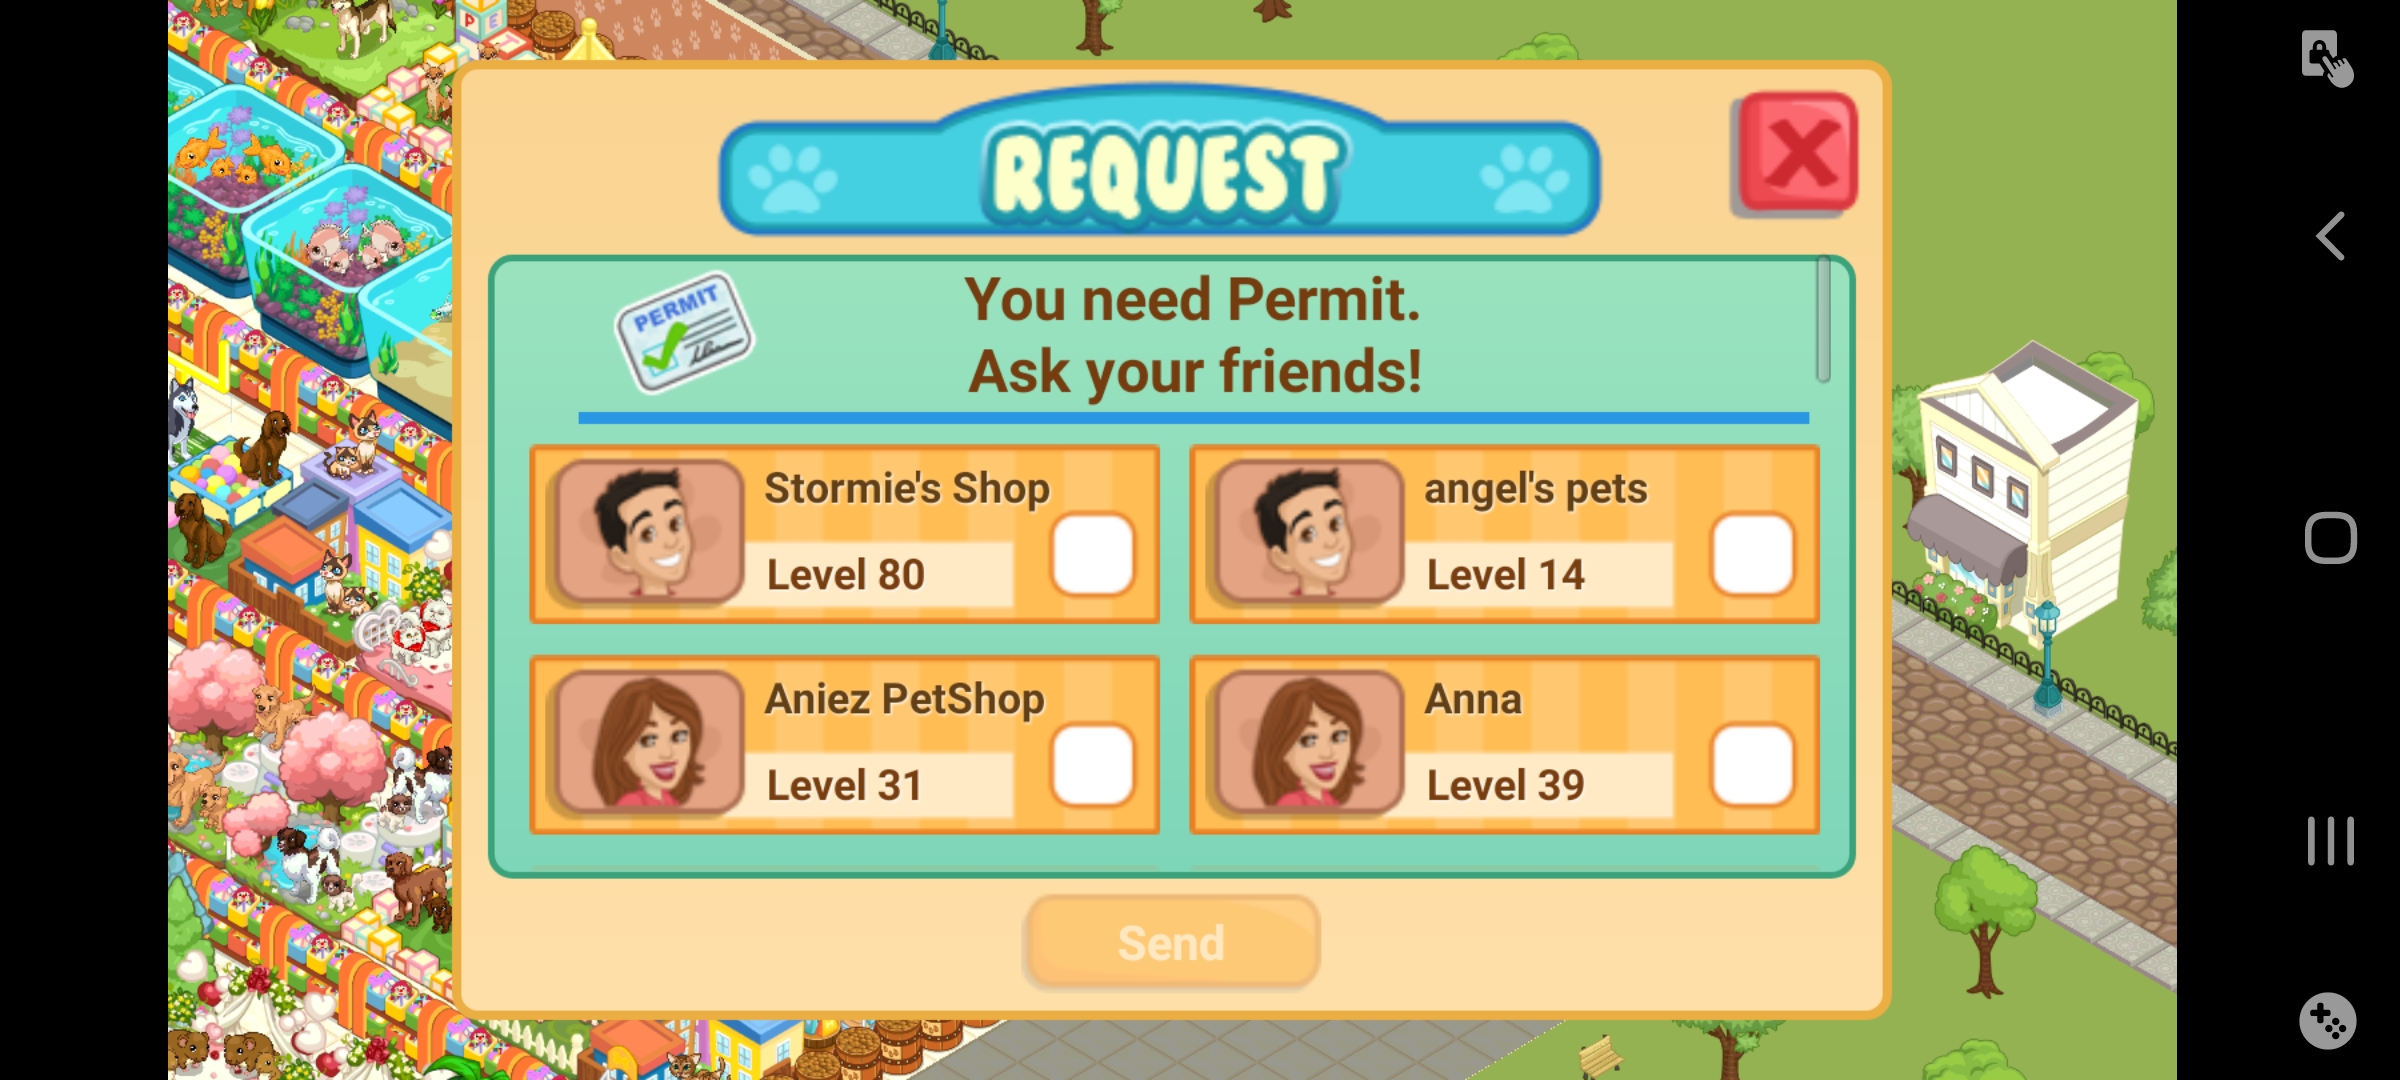 REQUEST
PERMIT
You need Permit.
Ask your friends!
Stormie's Shop
Level 80
angel's pets
Level 14
Aniez PetShop
Level 31
Anna
Level 39
Send